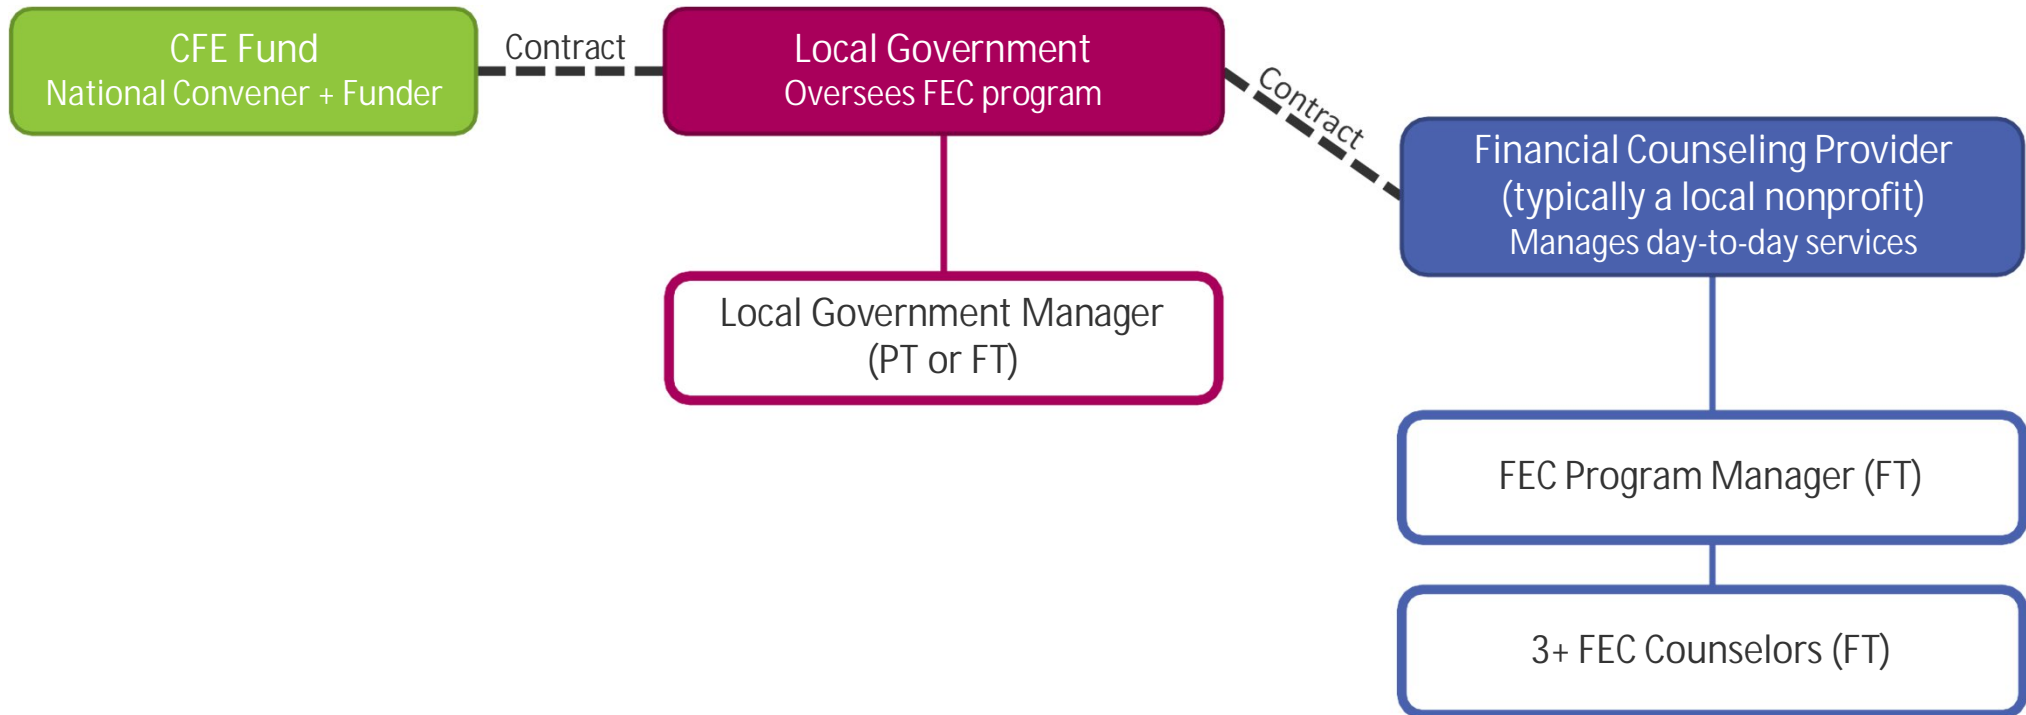 CFE Fund
National Convener + Funder
Contract
Local Government
Oversees FEC program
Contract
Financial Counseling Provider
(typically a local nonprofit)
Manages day-to-day services
Local Government Manager
(PT or FT)
FEC Program Manager (FT)
3+ FEC Counselors (FT)